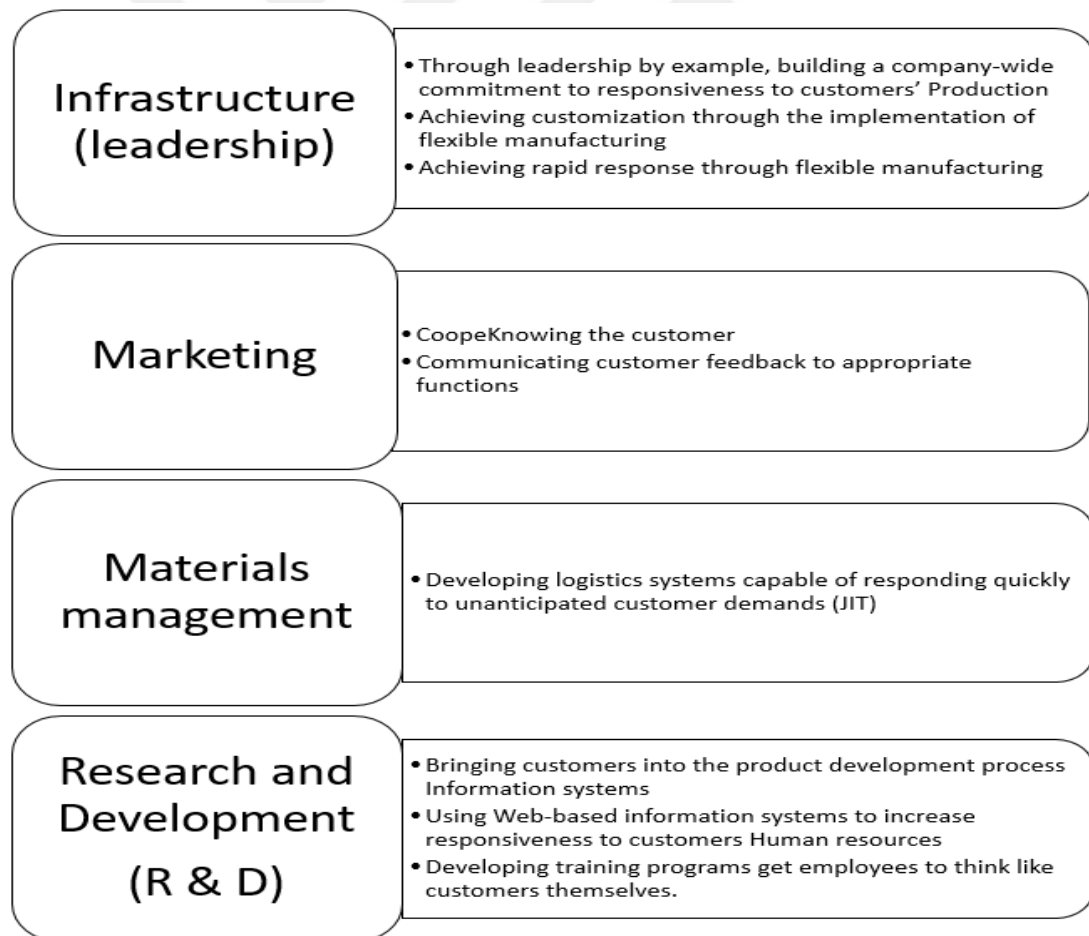 Infrastructure
(leadership)
• Through leadership by example, building a company-wide
commitment to responsiveness to customers’ Production
• Achieving customization through the implementation of
flexible manufacturing
• Achieving rapid response through flexible manufacturing
Marketing
• CoopeKnowing the customer
• Communicating customer feedback to appropriate
functions
Materials
management
• Developing logistics systems capable of responding quickly
to unanticipated customer demands (JIT)
Research and
Development
(R & D)
• Bringing customers into the product development process
Information systems
• Using Web-based information systems to increase
responsiveness to customers Human resources
• Developing training programs get employees to think like
customers themselves.